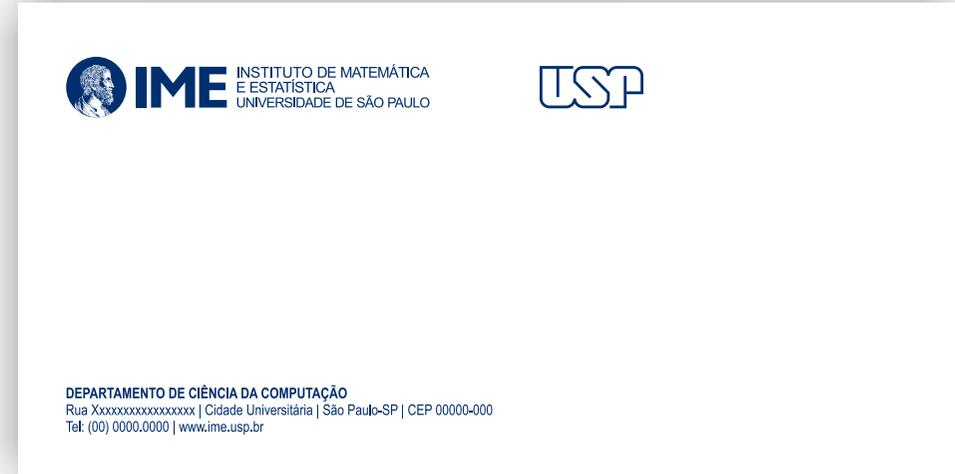 IME
INSTITUTO DE MATEMÁTICA
E ESTATÍSTICA
UNIVERSIDADE DE SÃO PAULO
USP
DEPARTAMENTO DE CIÊNCIA DA COMPUTAÇÃO
Rua Xxxxxxxxxxxxxxxxx | Cidade Universitária | São Paulo-SP | CEP 00000-000
Tel: (00) 0000.0000 | www.ime.usp.br